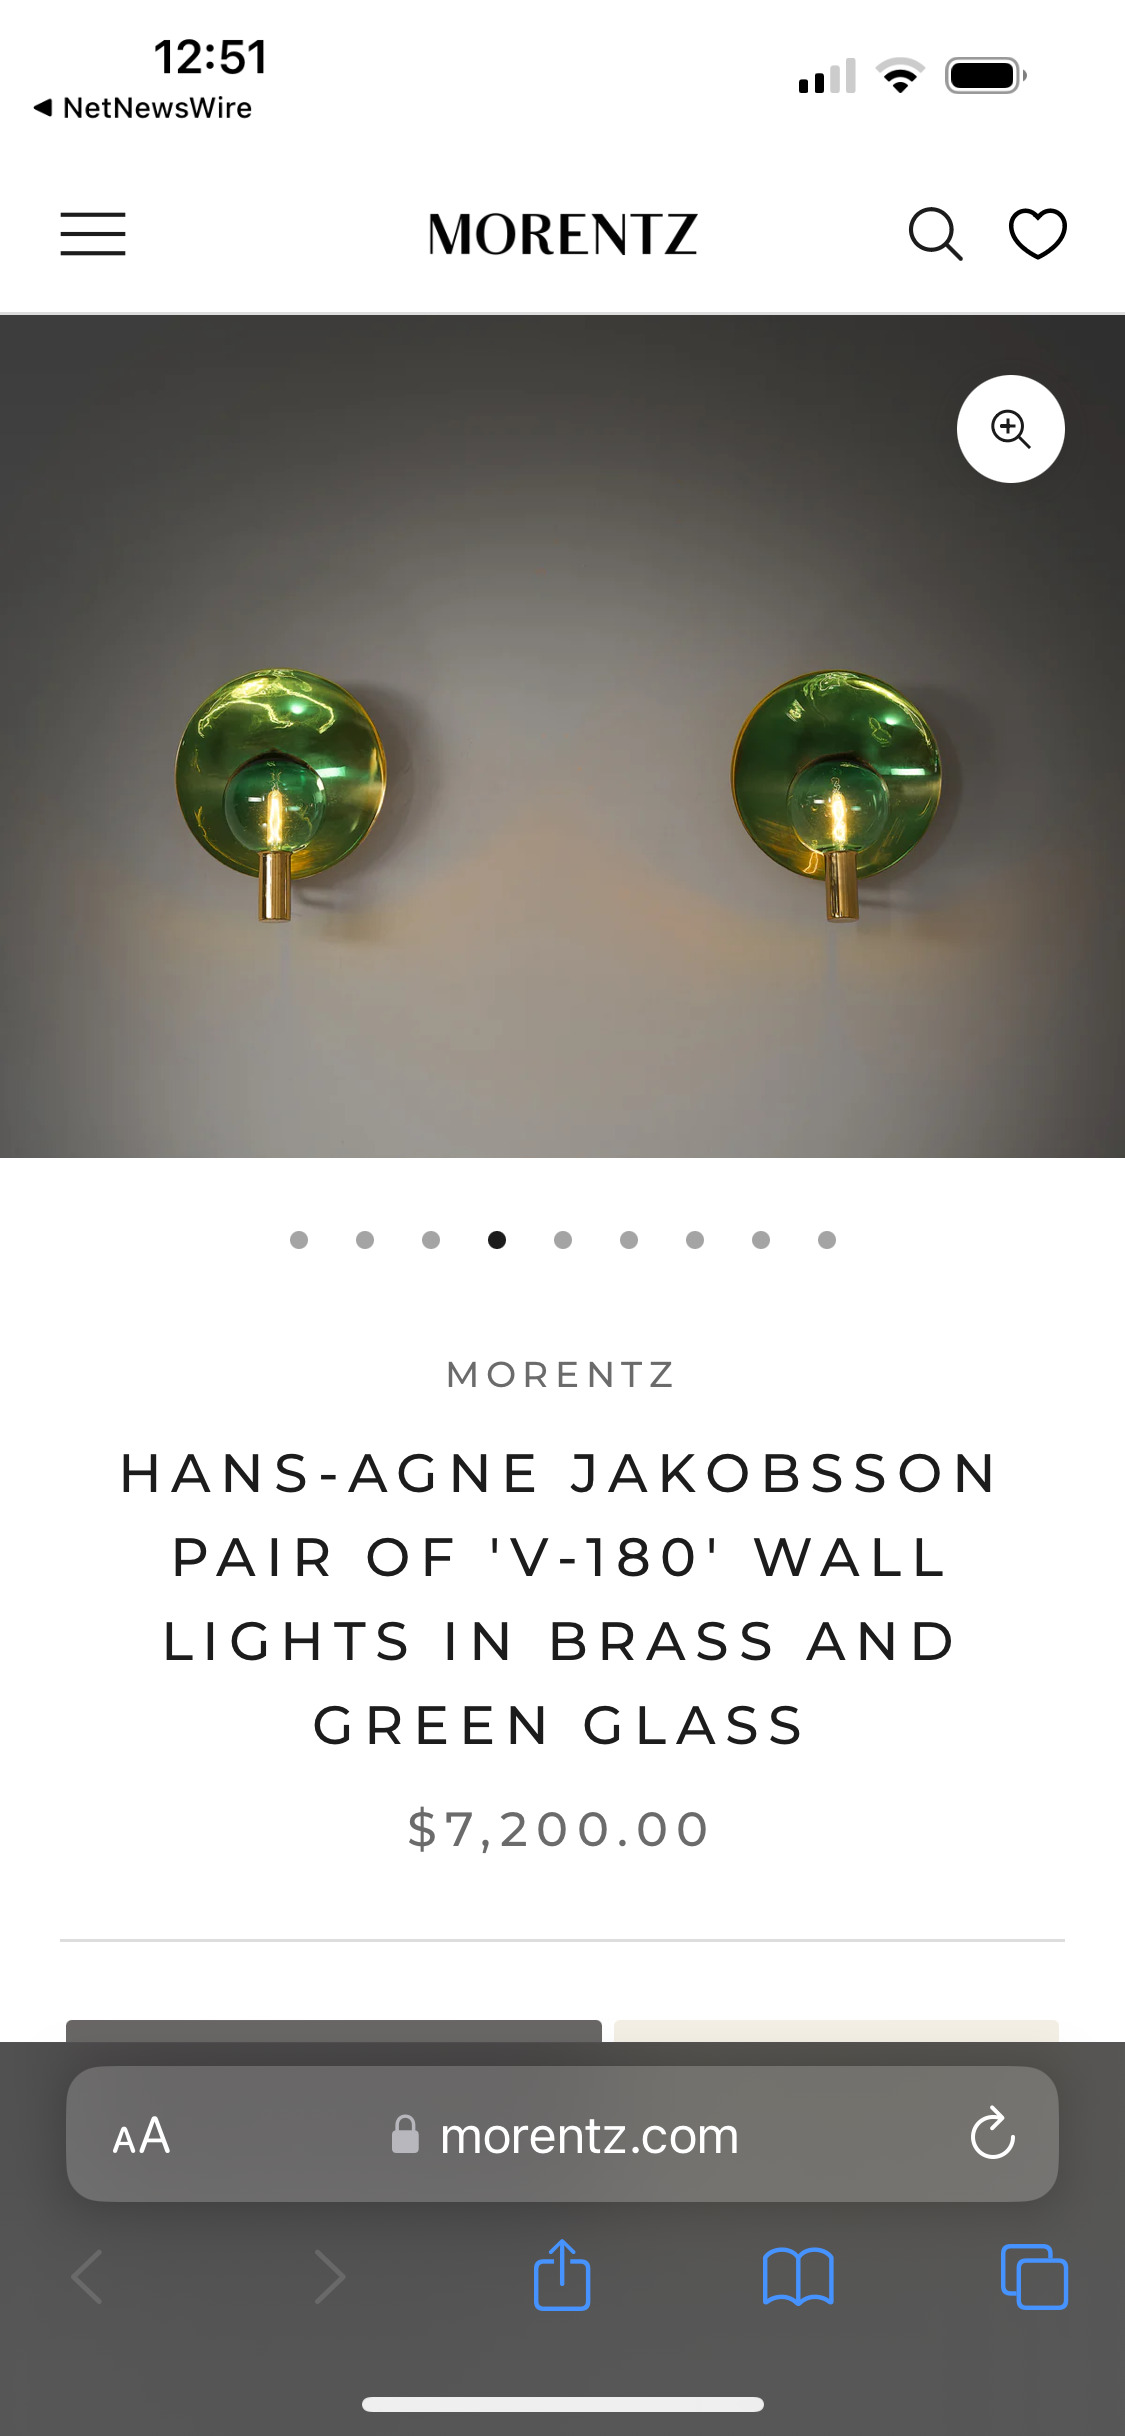 12:51
◀ NetNewsWire
MORENTZ
MORENTZ
HANS-AGNE JAKOBSSON
PAIR OF 'V-180' WALL
LIGHTS IN BRASS AND
GREEN GLASS
$7,200.00
AA
morentz.com